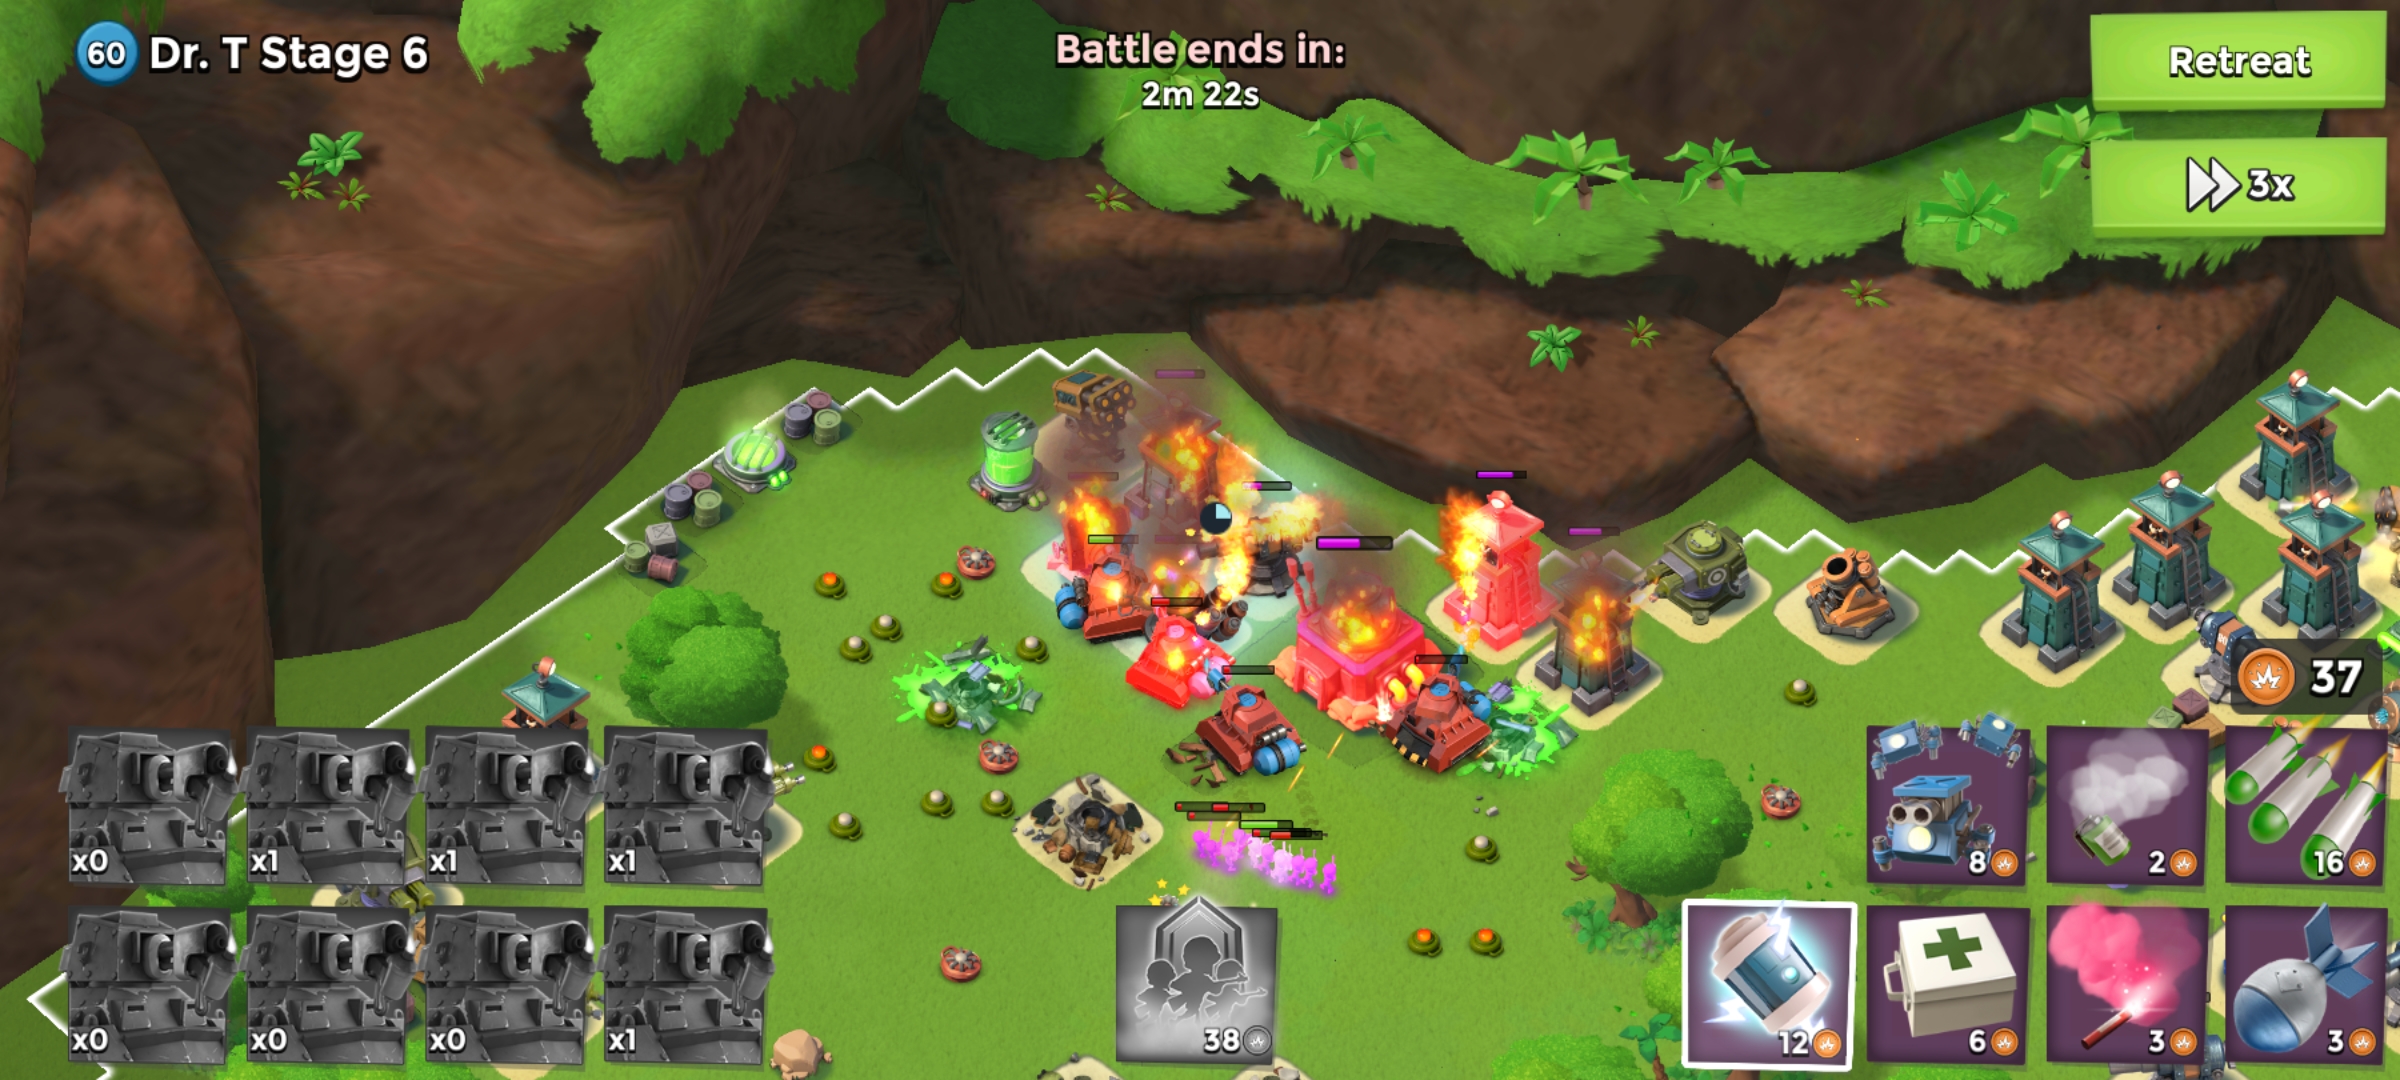 60 Dr. T Stage 6
Battle ends in:
2m 22s
Retreat
3x
37
x0
x1
x1
x1
8
2
16
x0
x0
x0
x1
38
12
6
3
3